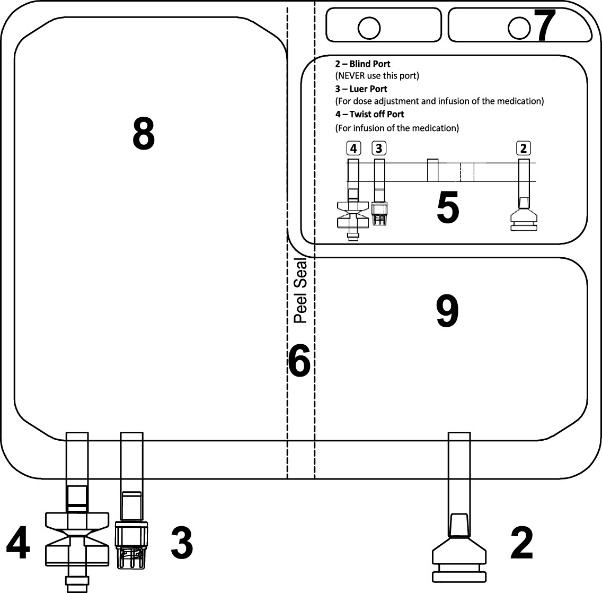 7
2 – Blind Port
(NEVER use this port)
3 – Luer Port
(For dose adjustment and infusion of the medication)
4 – Twist off Port
(For infusion of the medication)
4 3 2
5
8
Peel Seal
9
6
4 3 2